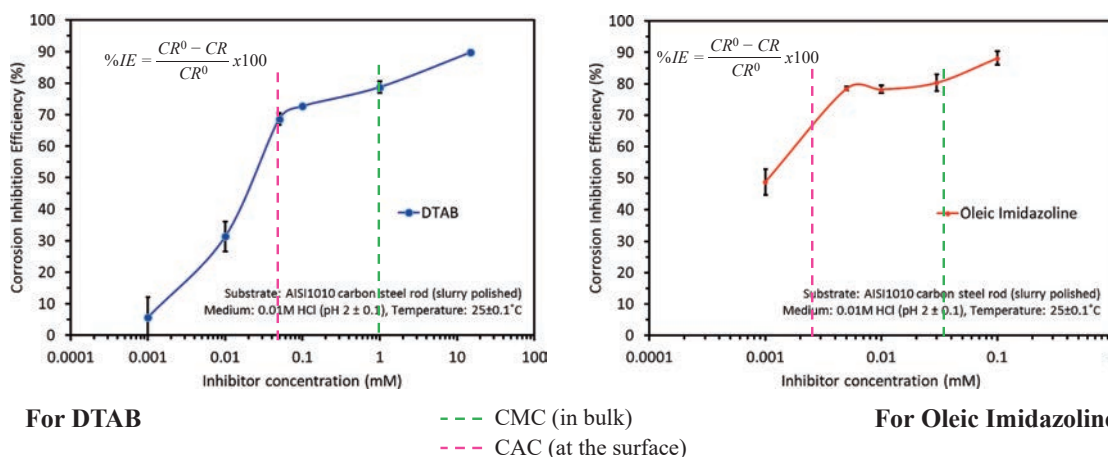 100
90
80
70
60
50
40
30
20
10
0
Corrosion Inhibition Efficiency (%)
%IE = CR⁰ − CR / CR⁰ x100
DTAB
Substrate: AISI1010 carbon steel rod (slurry polished)
Medium: 0.01M HCl (pH 2 ± 0.1), Temperature: 25±0.1˚C
0.0001 0.001 0.01 0.1 1 10 100
Inhibitor concentration (mM)
For DTAB
100
90
80
70
60
50
40
30
20
10
0
Corrosion Inhibition Efficiency (%)
%IE = CR⁰ − CR / CR⁰ x100
Oleic Imidazoline
Substrate: AISI1010 carbon steel rod (slurry polished)
Medium: 0.01M HCl (pH 2 ± 0.1), Temperature: 25±0.1˚C
0.0001 0.001 0.01 0.1
Inhibitor concentration (mM)
For Oleic Imidazoline
CMC (in bulk)
CAC (at the surface)